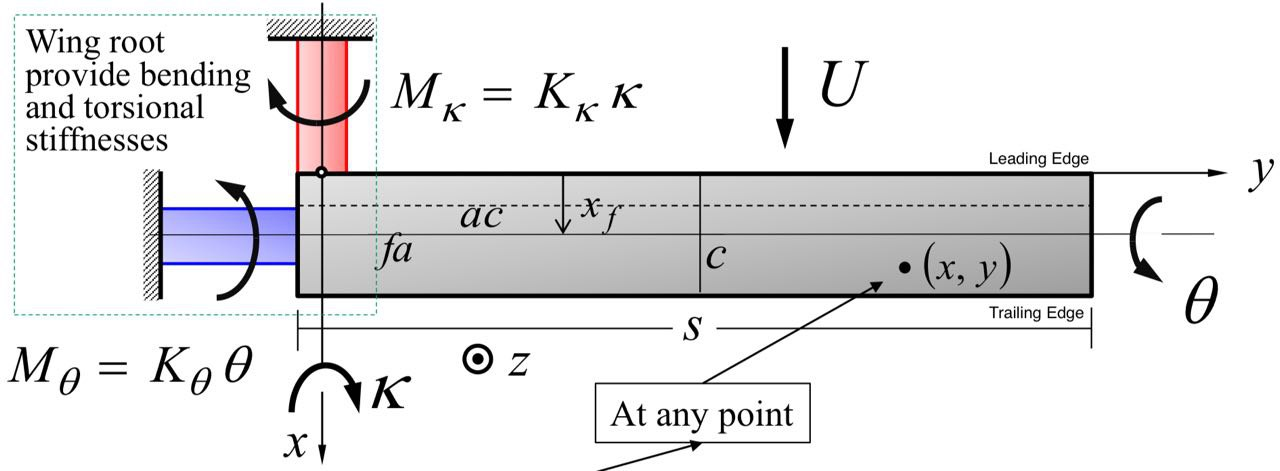 Wing root
provide bending
and torsional
stiffnesses
M_κ = K_κ κ
U
Leading Edge
y
ac
x_f
fa
c
(x, y)
θ
Trailing Edge
s
M_θ = K_θ θ
z
κ
At any point
x